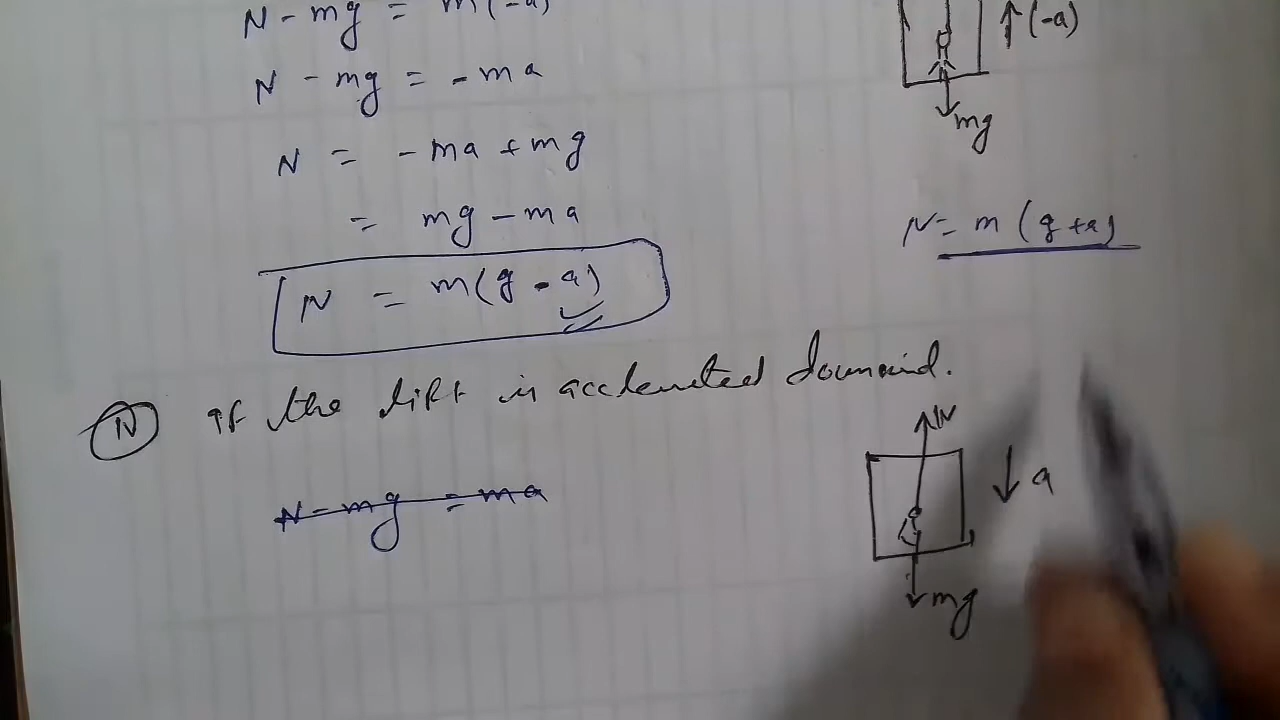 N - mg = m(-a)
↑(-a)
N - mg = - ma
mg
N = - ma + mg
= mg - ma
N = m (g + a)
N = m(g - a)
(IV) If the lift is accelerated downward.
N
N - mg = ma
↓ a
mg